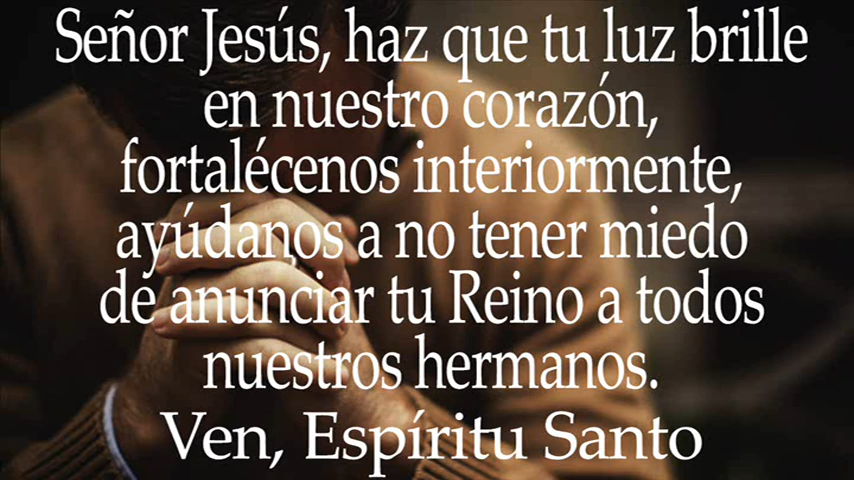 Señor Jesús, haz que tu luz brille
en nuestro corazón,
fortalécenos interiormente,
ayúdanos a no tener miedo
de anunciar tu Reino a todos
nuestros hermanos.
Ven, Espíritu Santo